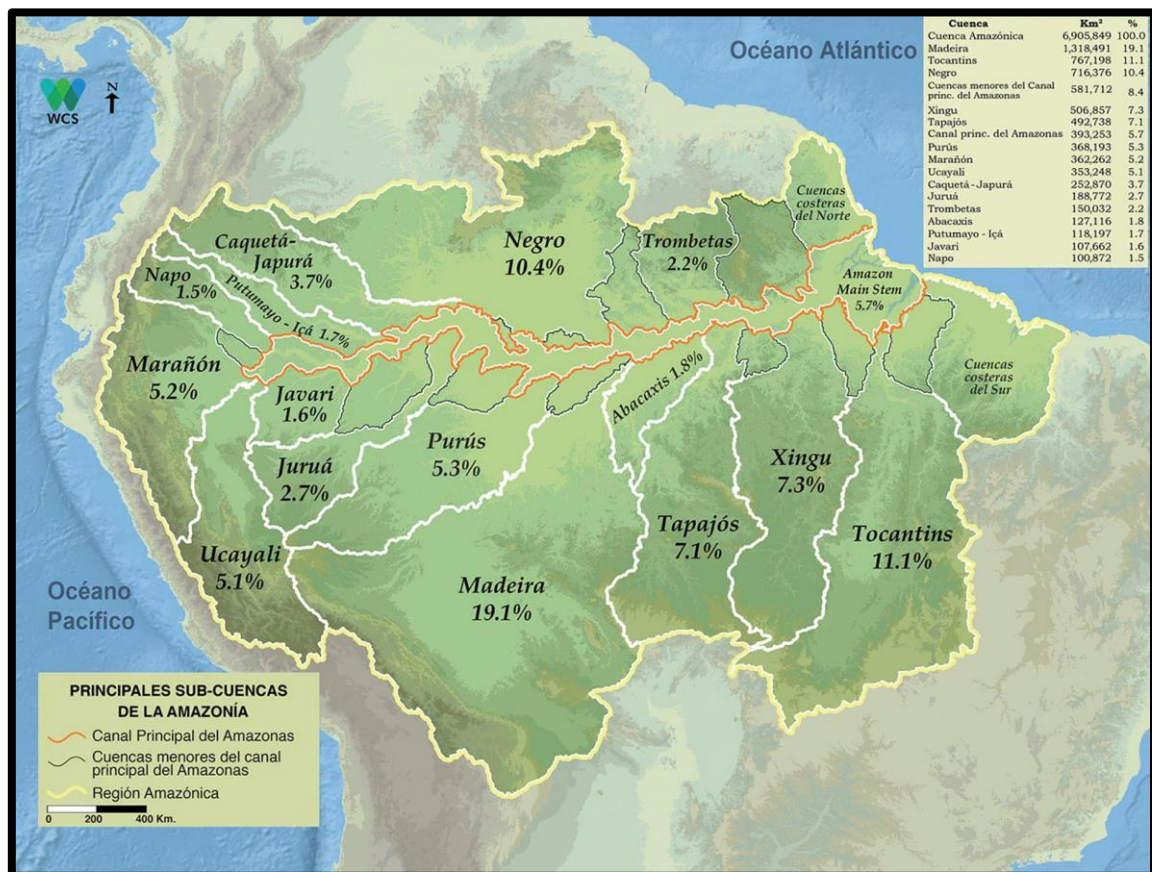 Cuenca Km² %
Cuenca Amazónica 6,905,849 100.0
Madeira 1,318,491 19.1
Tocantins 767,198 11.1
Negro 716,376 10.4
Cuencas menores del Canal
princ. del Amazonas 581,712 8.4
Xingu 506,857 7.3
Tapajós 492,738 7.1
Canal princ. del Amazonas 393,253 5.7
Purús 368,193 5.3
Marañón 362,262 5.2
Ucayali 353,248 5.1
Caquetá-Japurá 252,870 3.7
Juruá 188,772 2.7
Trombetas 150,032 2.2
Abacaxis 127,116 1.8
Putumayo - Içá 118,197 1.7
Javari 107,662 1.6
Napo 100,872 1.5
Océano Atlántico
WCS
N
Cuencas
costeras
del Norte
Caquetá-
Japurá
3.7%
Negro
10.4%
Trombetas
2.2%
Napo
1.5%
Putumayo - Içá 1.7%
Amazon
Main Stem
5.7%
Marañón
5.2%
Javari
1.6%
Abacaxis 1.8%
Cuencas
costeras
del Sur
Juruá
2.7%
Purús
5.3%
Xingu
7.3%
Ucayali
5.1%
Tapajós
7.1%
Tocantins
11.1%
Madeira
19.1%
Océano
Pacífico
PRINCIPALES SUB-CUENCAS
DE LA AMAZONÍA
Canal Principal del Amazonas
Cuencas menores del canal
principal del Amazonas
Región Amazónica
0 200 400 Km.